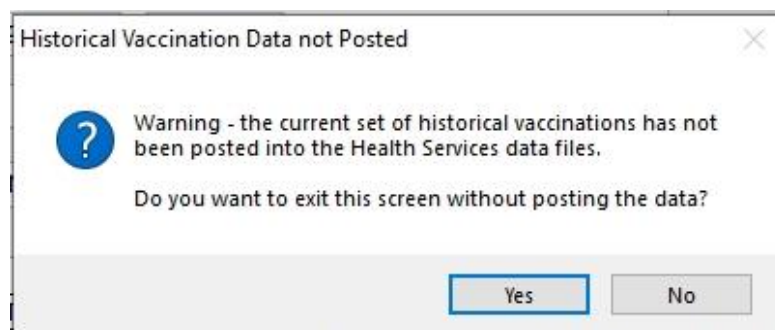 Historical Vaccination Data not Posted
Warning - the current set of historical vaccinations has not
been posted into the Health Services data files.
Do you want to exit this screen without posting the data?
Yes
No